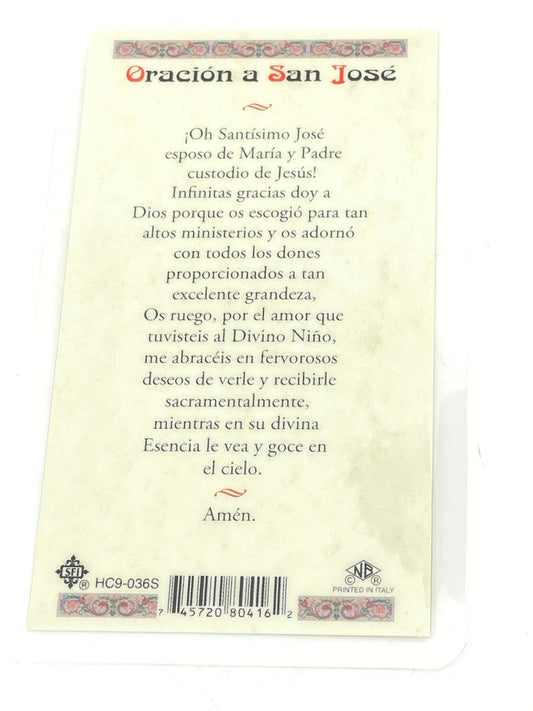 Oración a San José
¡Oh Santísimo José
esposo de María y Padre
custodio de Jesús!
Infinitas gracias doy a
Dios porque os escogió para tan
altos ministerios y os adornó
con todos los dones
proporcionados a tan
excelente grandeza,
Os ruego, por el amor que
tuvisteis al Divino Niño,
me abracéis en fervorosos
deseos de verle y recibirle
sacramentalmente,
mientras en su divina
Esencia le vea y goce en
el cielo.
Amén.
SFI ® HC9-036S
7 45720 80416 2
NB
C R
PRINTED IN ITALY